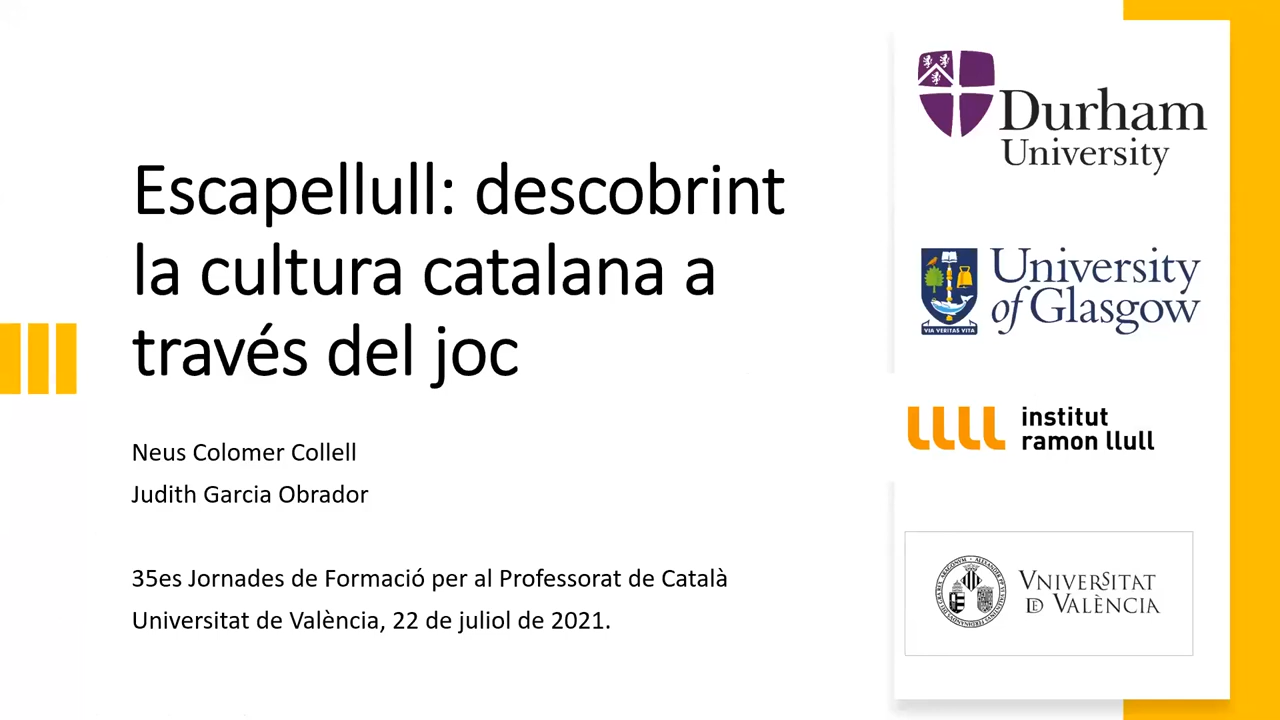 Escapellull: descobrint
la cultura catalana a
través del joc
Neus Colomer Collell
Judith Garcia Obrador
35es Jornades de Formació per al Professorat de Català
Universitat de València, 22 de juliol de 2021.
Durham
University
University
of Glasgow
VIA VERITAS VITA
institut
ramon llull
VNIVERSITAT
DE VALÈNCIA